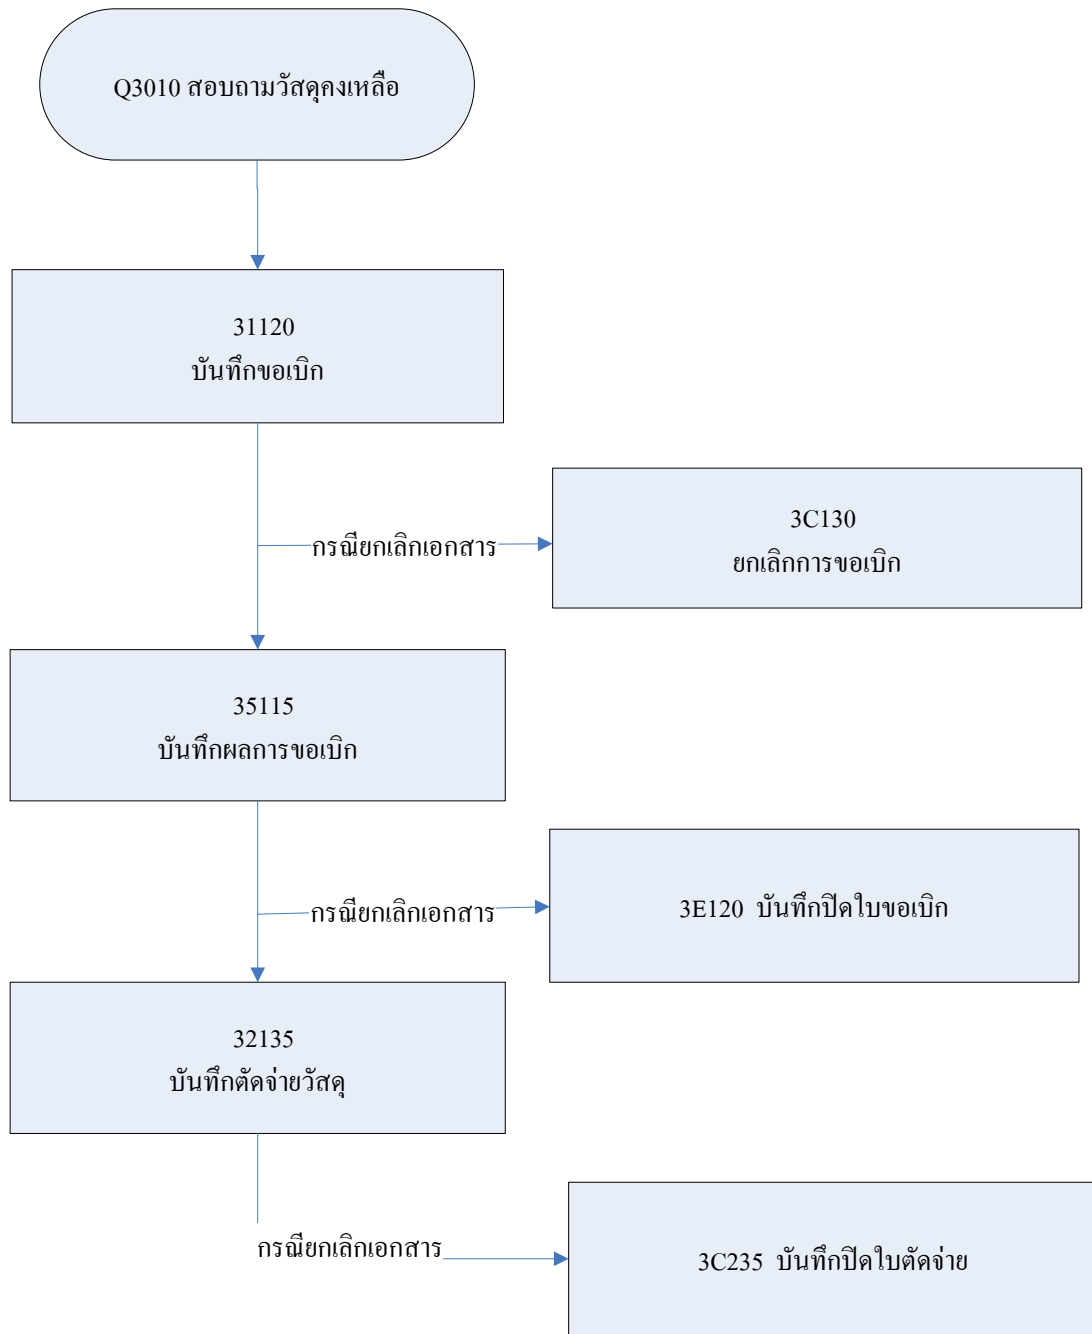 Q3010 สอบถามวัสดุคงเหลือ
31120
บันทึกขอเบิก
กรณียกเลิกเอกสาร
3C130
ยกเลิกการขอเบิก
35115
บันทึกผลการขอเบิก
กรณียกเลิกเอกสาร
3E120 บันทึกปิดใบขอเบิก
32135
บันทึกตัดจ่ายวัสดุ
กรณียกเลิกเอกสาร
3C235 บันทึกปิดใบตัดจ่าย